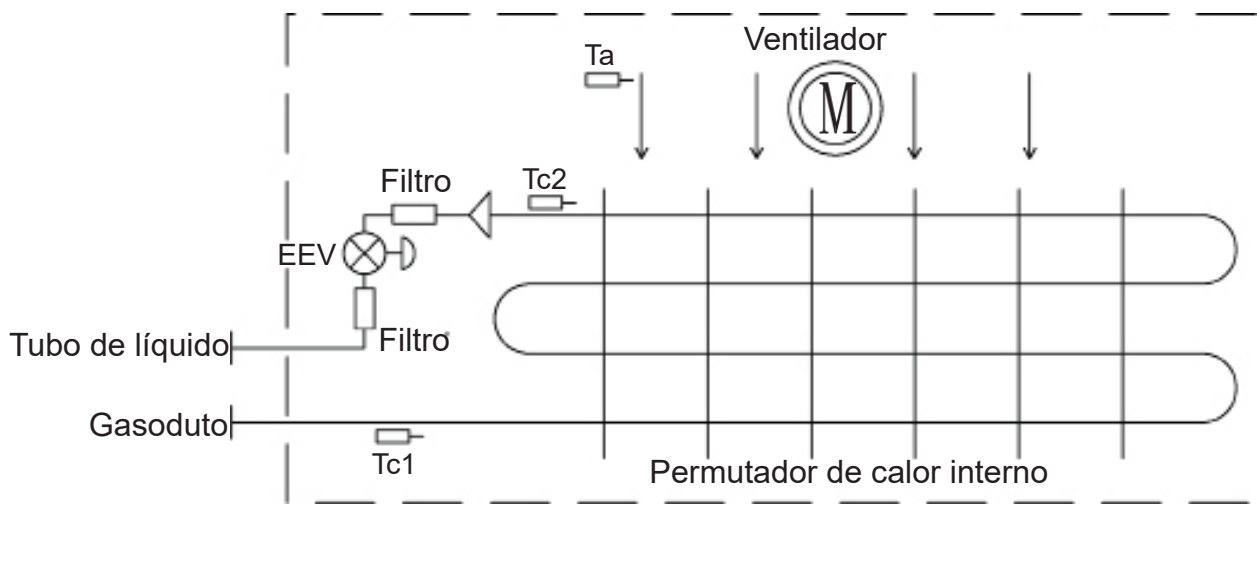 Ventilador
Ta
M
Filtro
Tc2
EEV
Filtro
Tubo de líquido
Gasoduto
Tc1
Permutador de calor interno